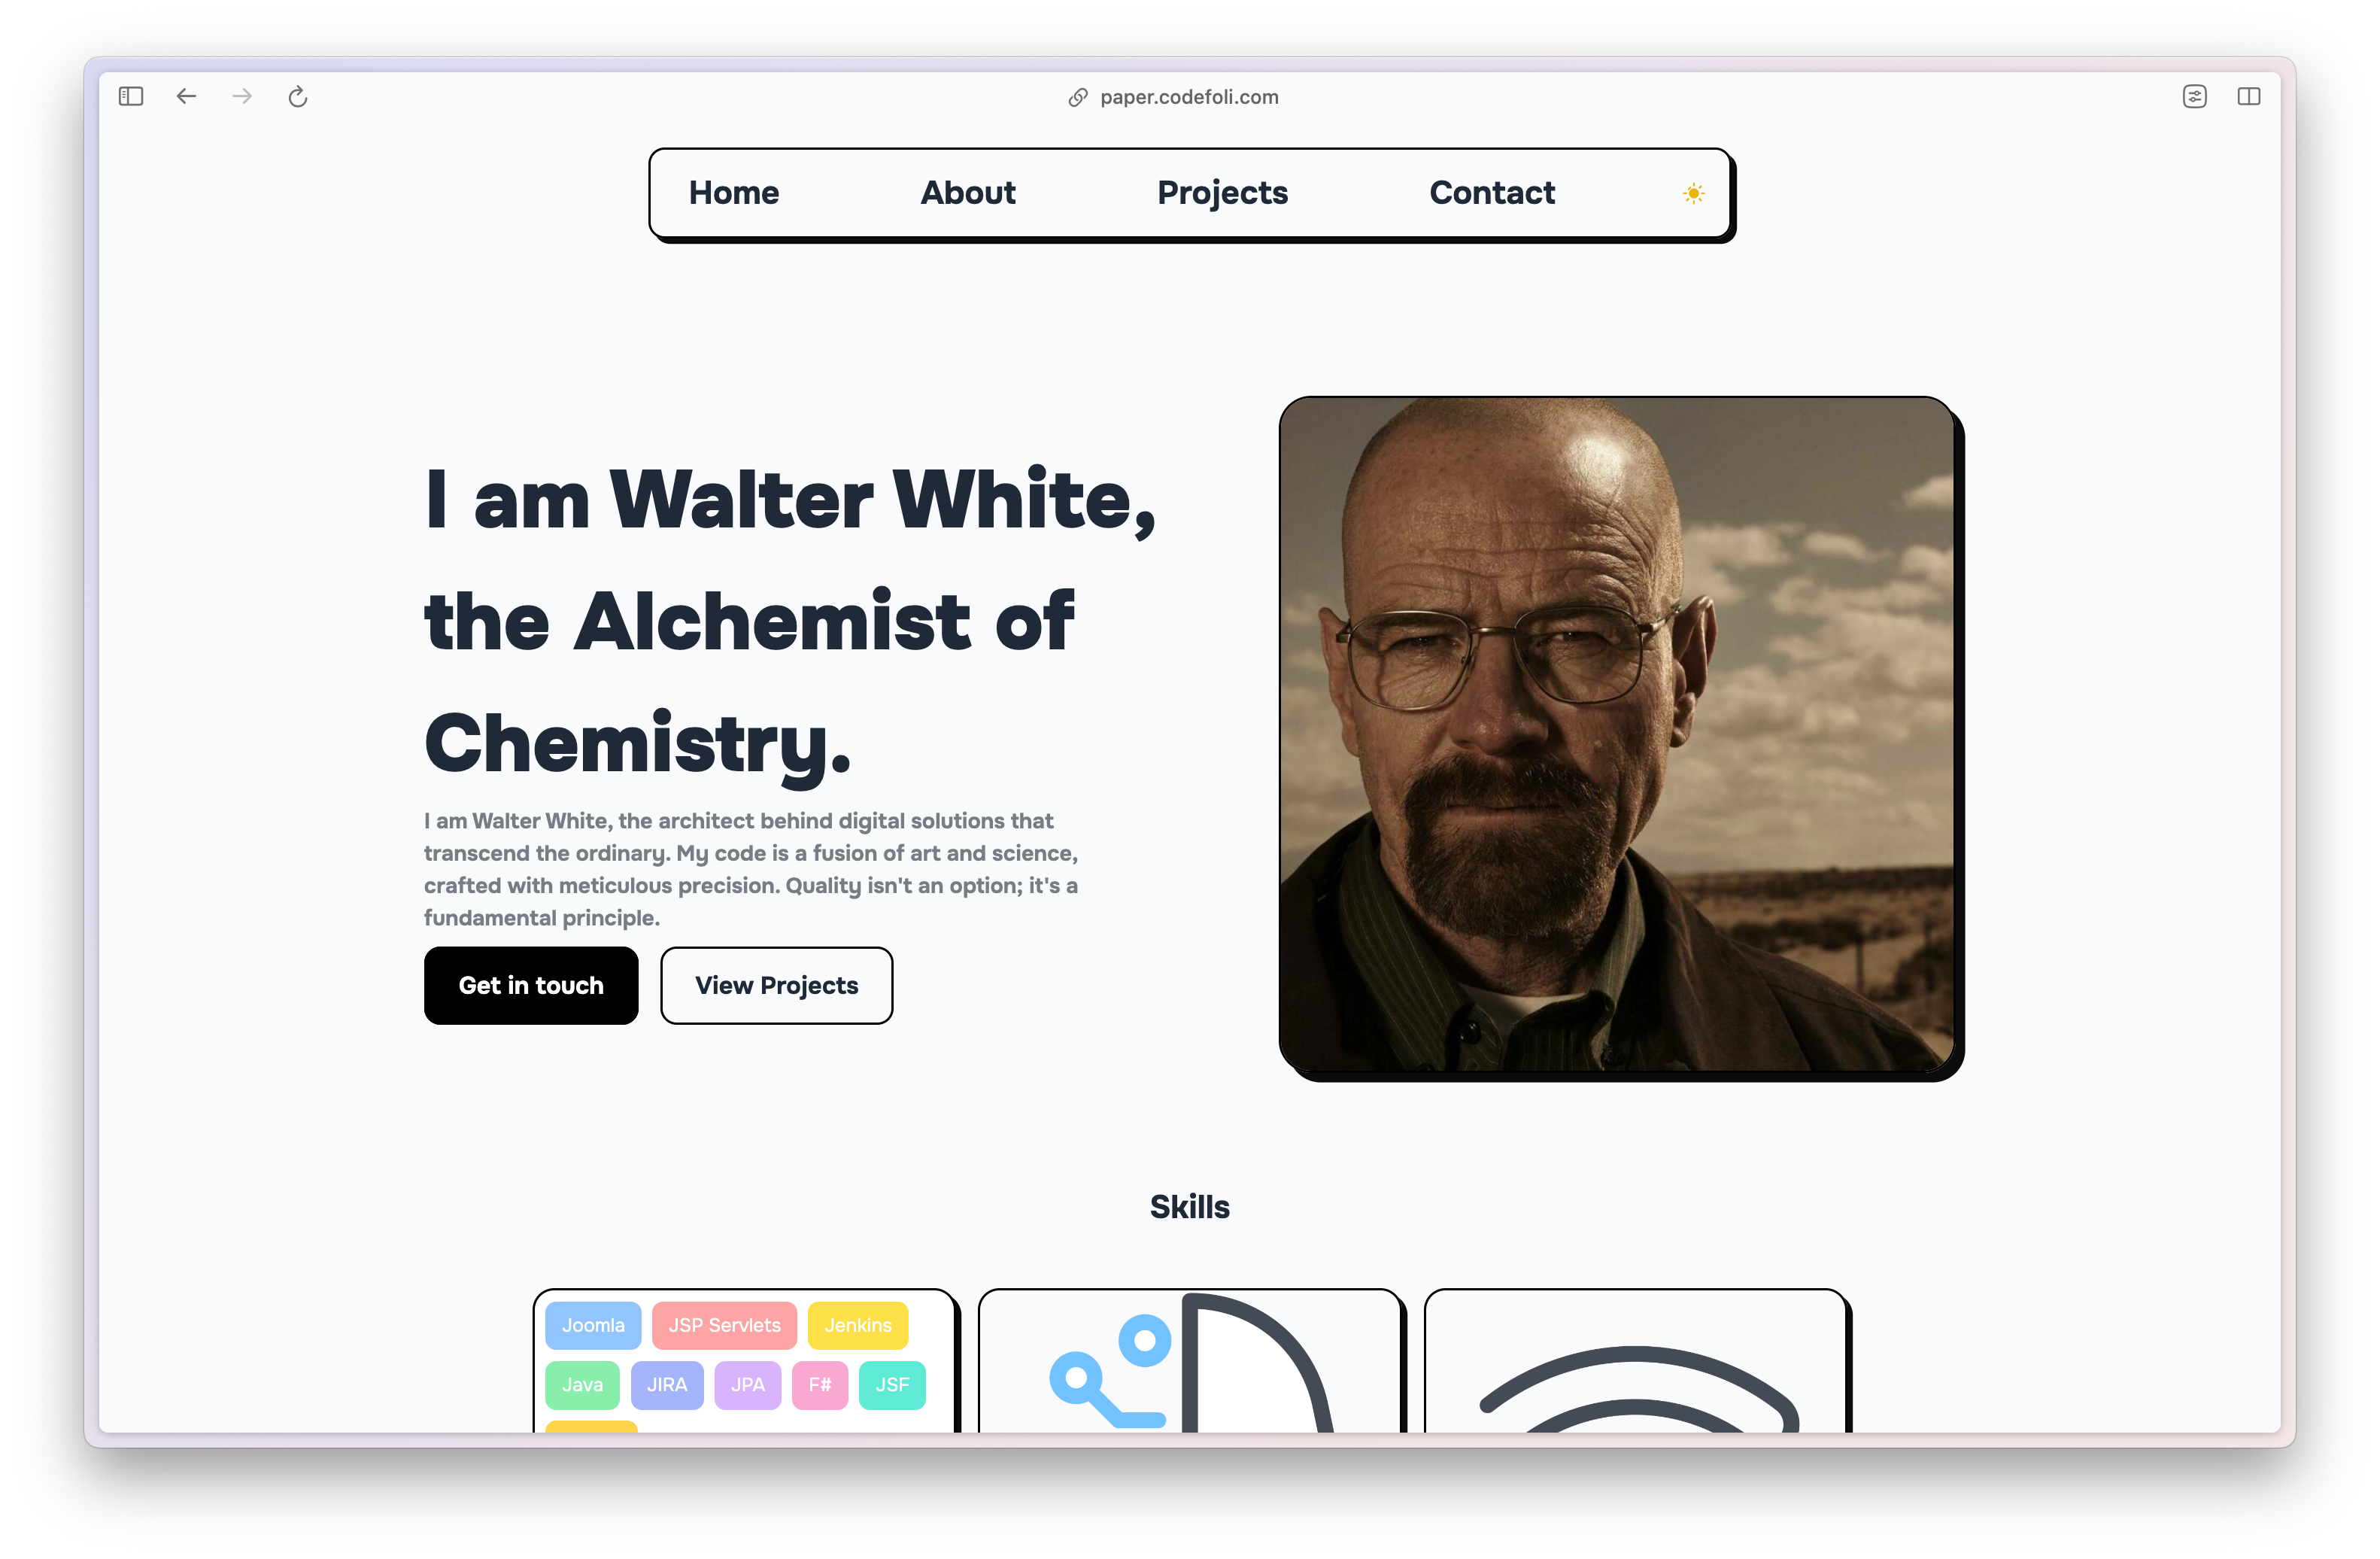 paper.codefoli.com
Home About Projects Contact
I am Walter White,
the Alchemist of
Chemistry.
I am Walter White, the architect behind digital solutions that
transcend the ordinary. My code is a fusion of art and science,
crafted with meticulous precision. Quality isn't an option; it's a
fundamental principle.
Get in touch View Projects
Skills
Joomla JSP Servlets Jenkins
Java JIRA JPA F# JSF